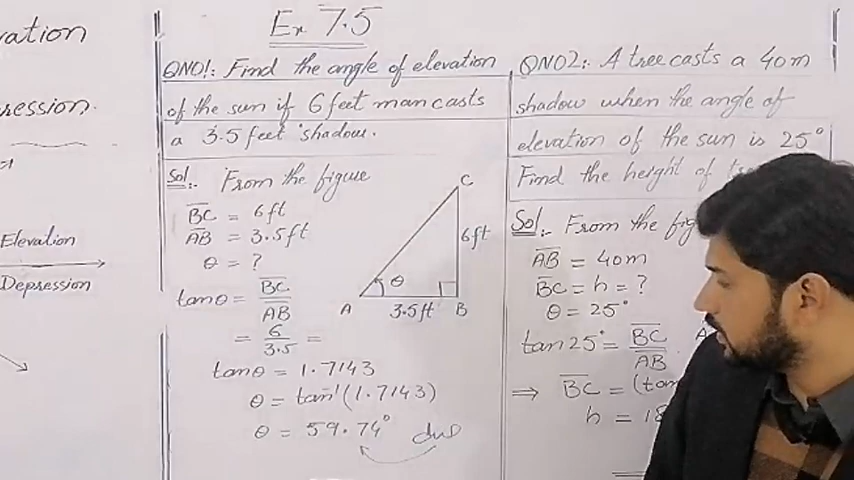 Ex 7.5
vation
ression.
Elevation
Depression
QNO1: Find the angle of elevation
of the sun if 6 feet man casts
a 3.5 feet shadow.
Sol:- From the figure
BC = 6ft
AB = 3.5ft
θ = ?
tanθ = BC
AB
= 6
3.5 =
tanθ = 1.7143
θ = tan⁻¹(1.7143)
θ = 59.74°
C
6ft
θ
A 3.5ft B
QNO2:. A tree casts a 40m
shadow when the angle of
elevation of the sun is 25°
Find the height of
Sol:. From the fig
AB = 40m
BC = h = ?
θ = 25°
tan25° = BC
AB
⇒ BC = (tan
h = 18